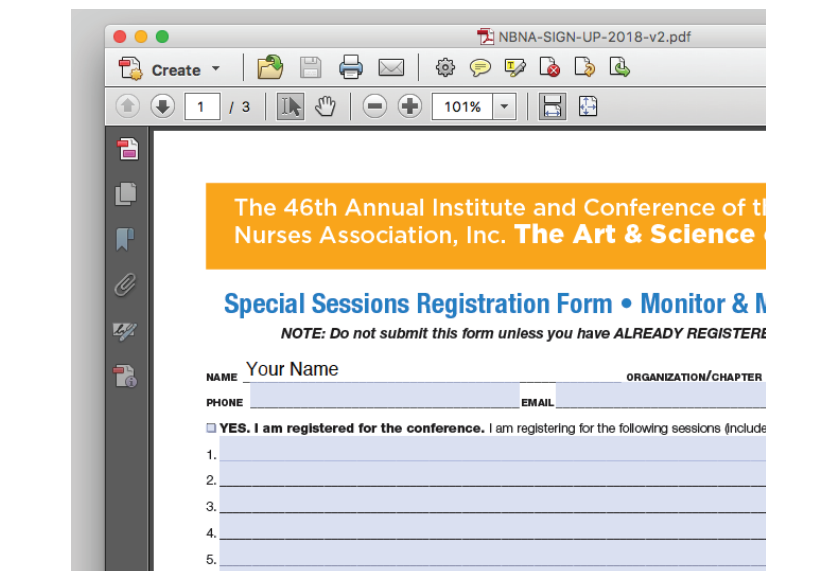 NBNA-SIGN-UP-2018-v2.pdf
Create
1 / 3 101%
The 46th Annual Institute and Conference of
Nurses Association, Inc. The Art & Science
Special Sessions Registration Form • Monitor &
NOTE: Do not submit this form unless you have ALREADY
NAME Your Name ORGANIZATION/CHAPTER
PHONE EMAIL
YES. I am registered for the conference. I am registering for the following sessions
1.
2.
3.
4.
5.